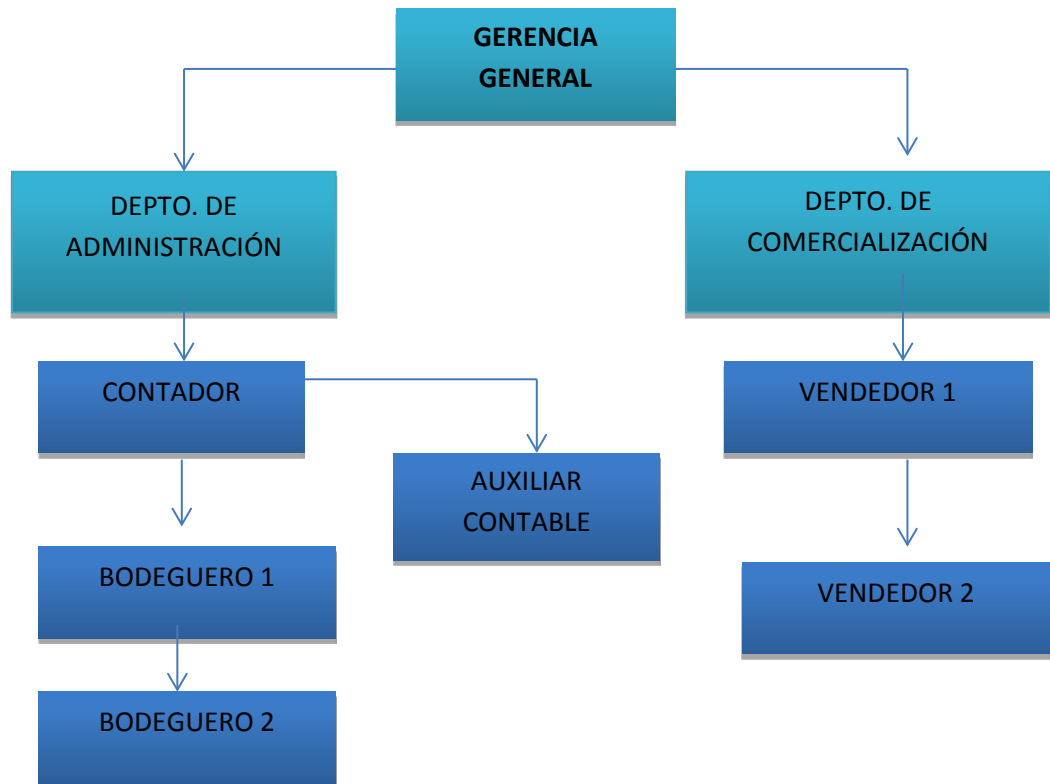 GERENCIA
GENERAL
DEPTO. DE
ADMINISTRACIÓN
DEPTO. DE
COMERCIALIZACIÓN
CONTADOR
VENDEDOR 1
AUXILIAR
CONTABLE
BODEGUERO 1
VENDEDOR 2
BODEGUERO 2